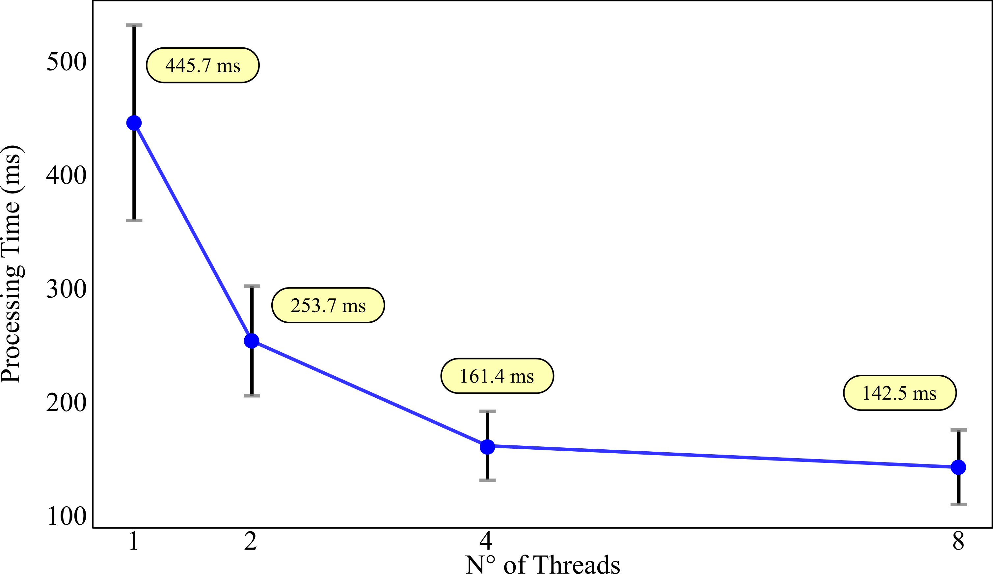 Processing Time (ms)
500
400
300
200
100
445.7 ms
253.7 ms
161.4 ms
142.5 ms
1 2 4 8
N° of Threads